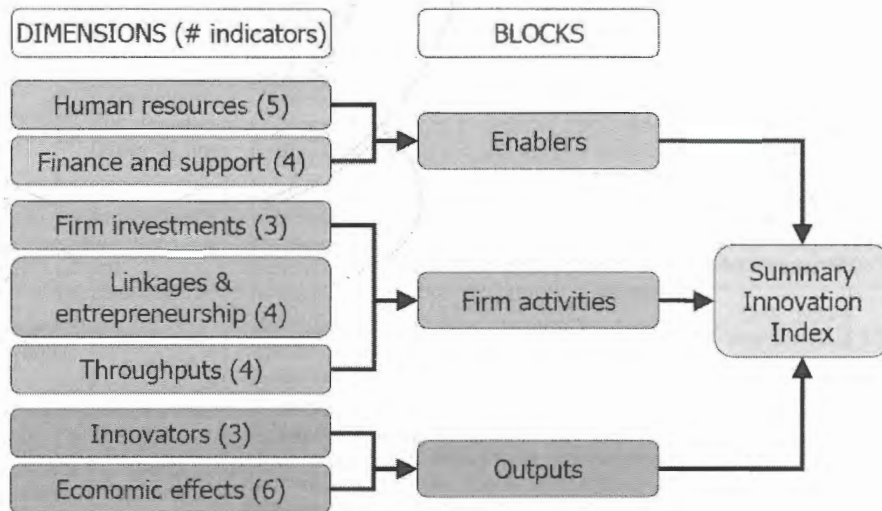 DIMENSIONS (# indicators)
BLOCKS
Human resources (5)
Finance and support (4)
Enablers
Firm investments (3)
Linkages &
entrepreneurship (4)
Throughputs (4)
Firm activities
Innovators (3)
Economic effects (6)
Outputs
Summary
Innovation
Index